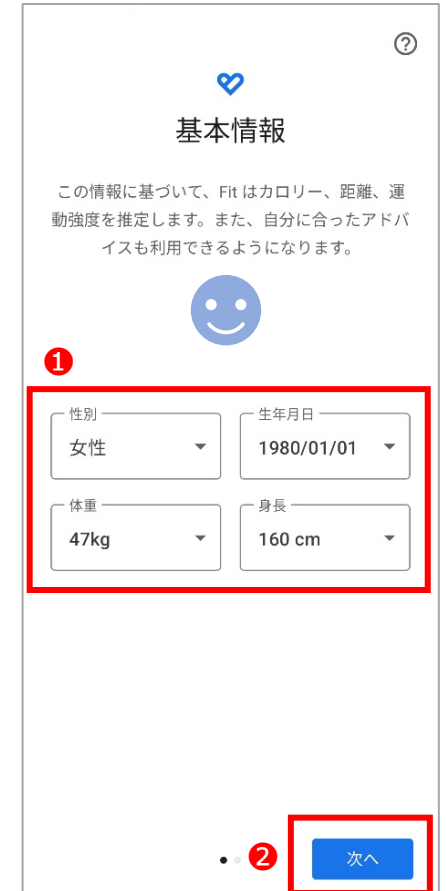 基本情報
この情報に基づいて、Fit はカロリー、距離、運
動強度を推定します。また、自分に合ったアドバ
イスも利用できるようになります。
❶
性別
女性
生年月日
1980/01/01
体重
47kg
身長
160 cm
❷
次へ